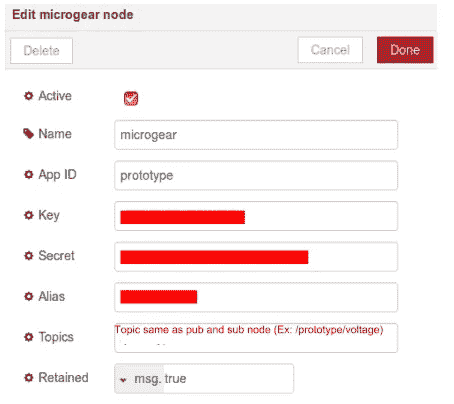 Edit microgear node
Delete Cancel Done
Active
Name microgear
App ID prototype
Key
Secret
Alias
Topics Topic same as pub and sub node (Ex: /prototype/voltage)
Retained msg. true